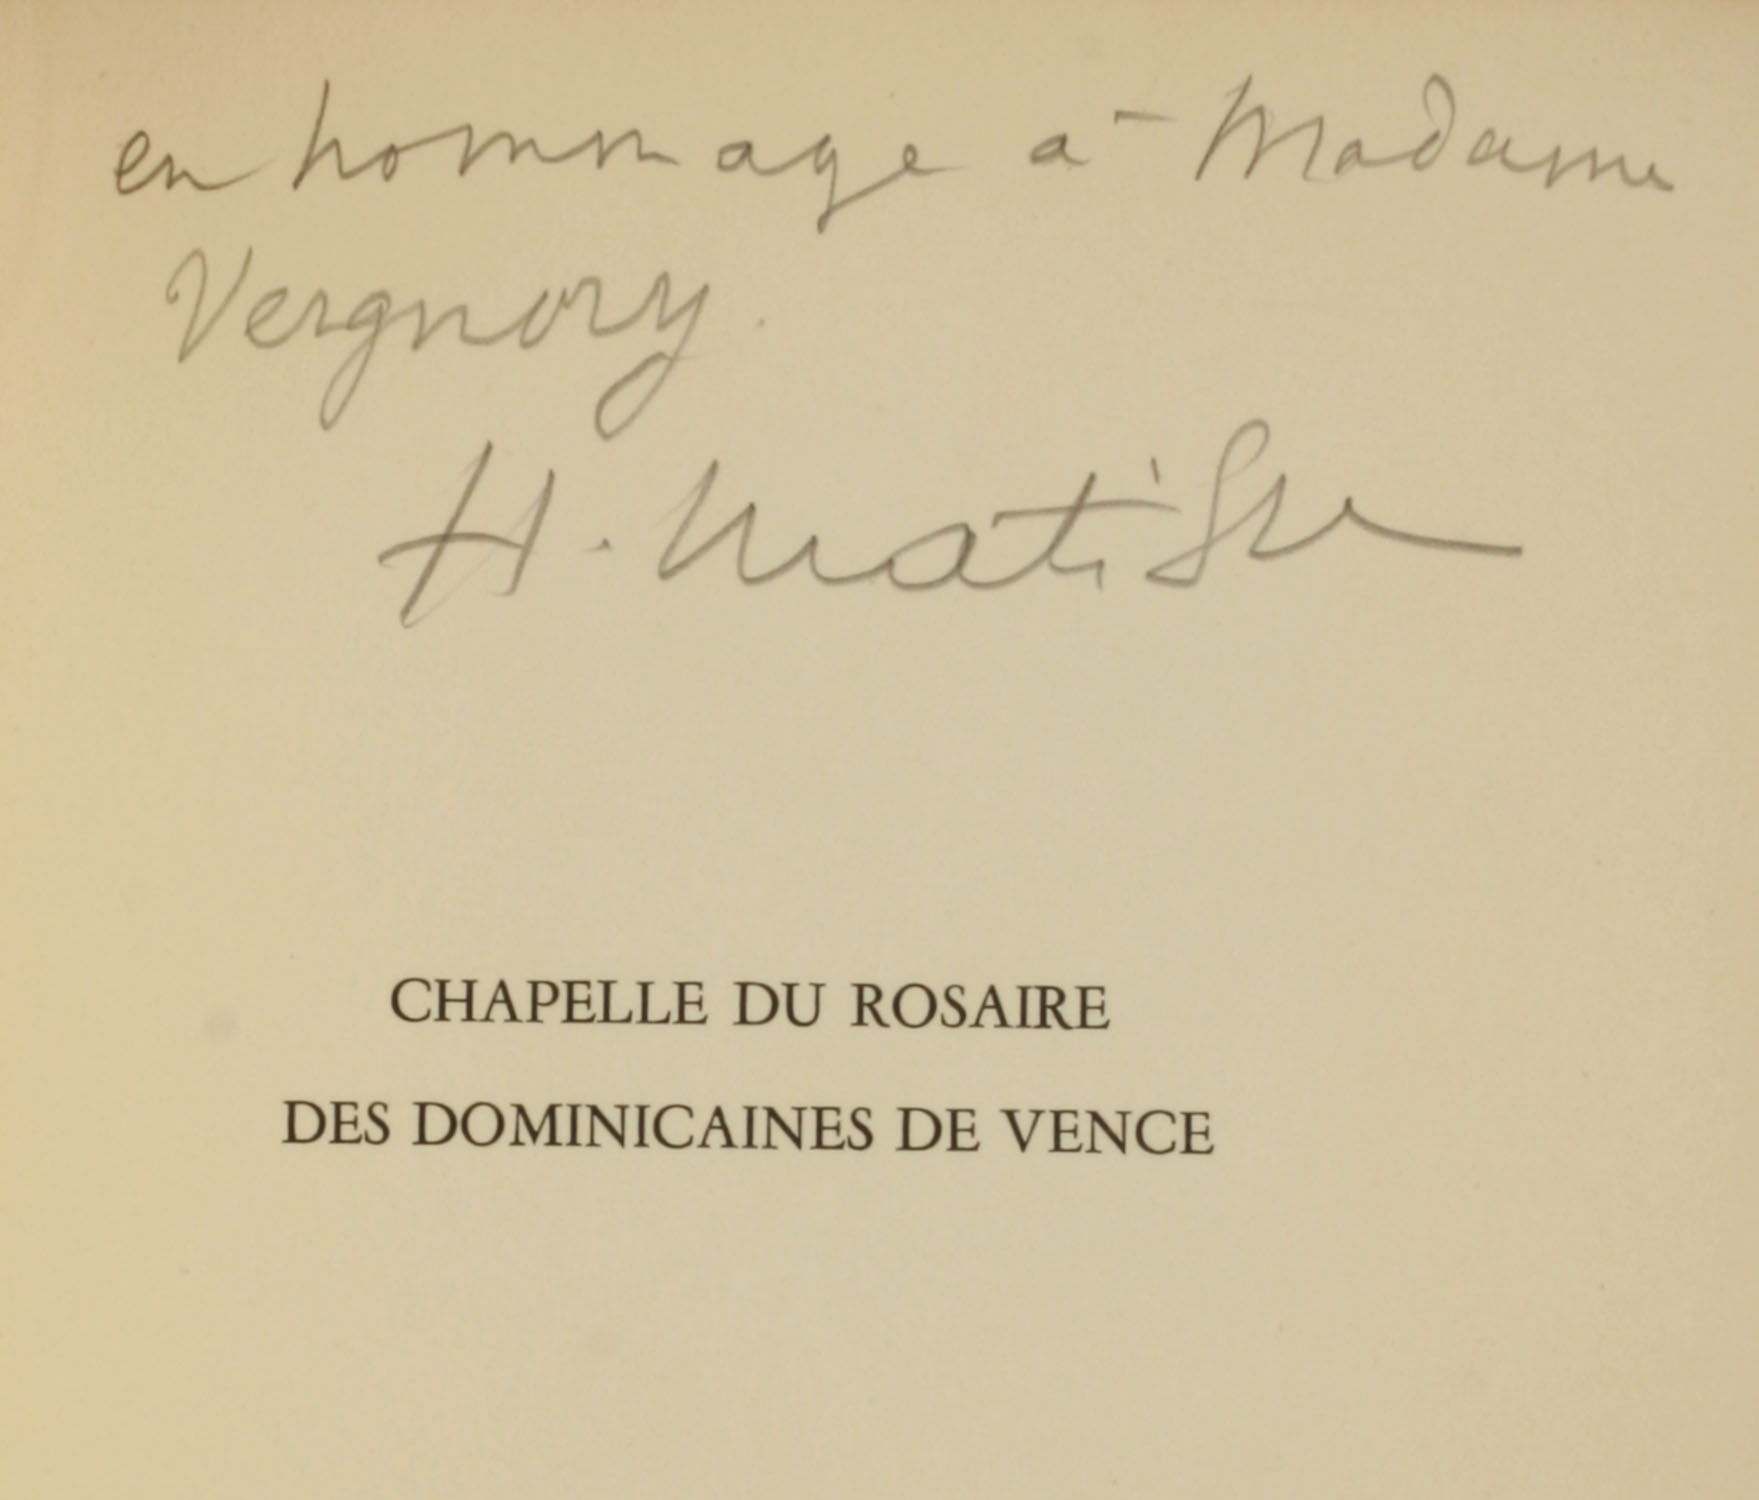 en hommage à Madame
Vergnory.
H. Matisse
CHAPELLE DU ROSAIRE
DES DOMINICAINES DE VENCE